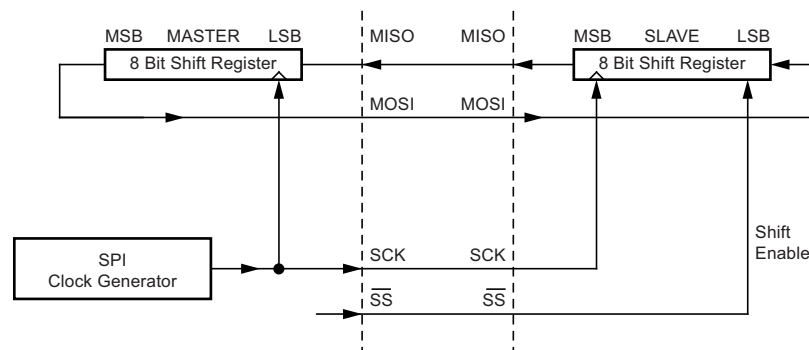 MSB MASTER LSB MISO MISO MSB SLAVE LSB
8 Bit Shift Register 8 Bit Shift Register
MOSI MOSI
Shift
Enable
SPI
Clock Generator
SCK SCK
SS SS